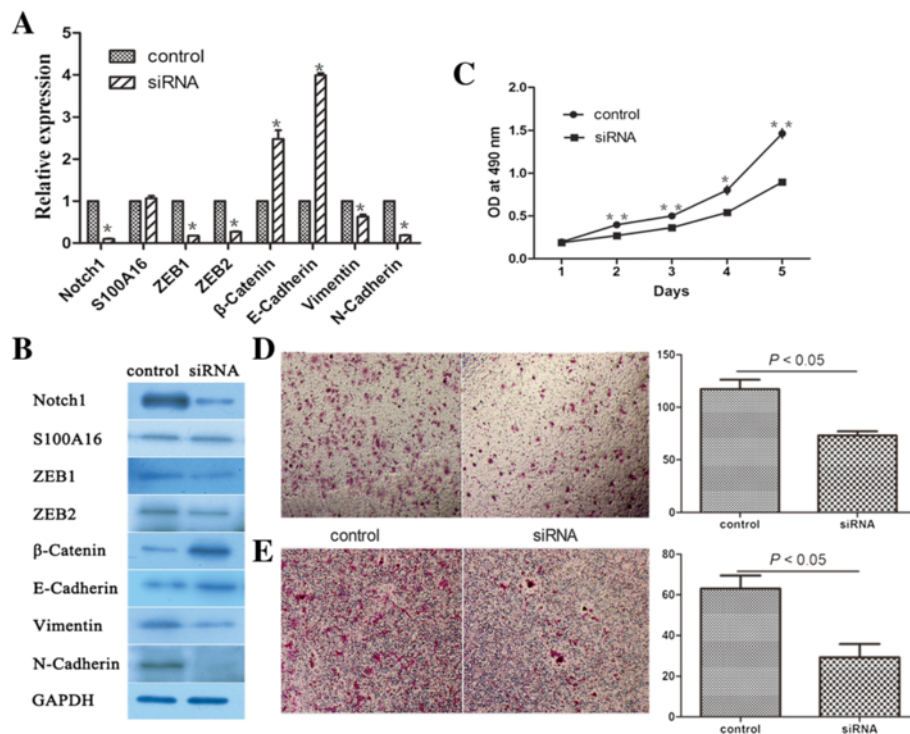 A
Relative expression
control
siRNA
*
*
*
*
*
*
*
6
5
4
3
2
1
0
Notch1
S100A16
ZEB1
ZEB2
β-Catenin
E-Cadherin
Vimentin
N-Cadherin
C
OD at 490 nm
control
siRNA
* *
* *
*
* *
2.0
1.5
1.0
0.5
0.0
1 2 3 4 5
Days
B
control siRNA
Notch1
S100A16
ZEB1
ZEB2
β-Catenin
E-Cadherin
Vimentin
N-Cadherin
GAPDH
D
P < 0.05
150
100
50
0
control siRNA
control siRNA
E
P < 0.05
80
60
40
20
0
control siRNA